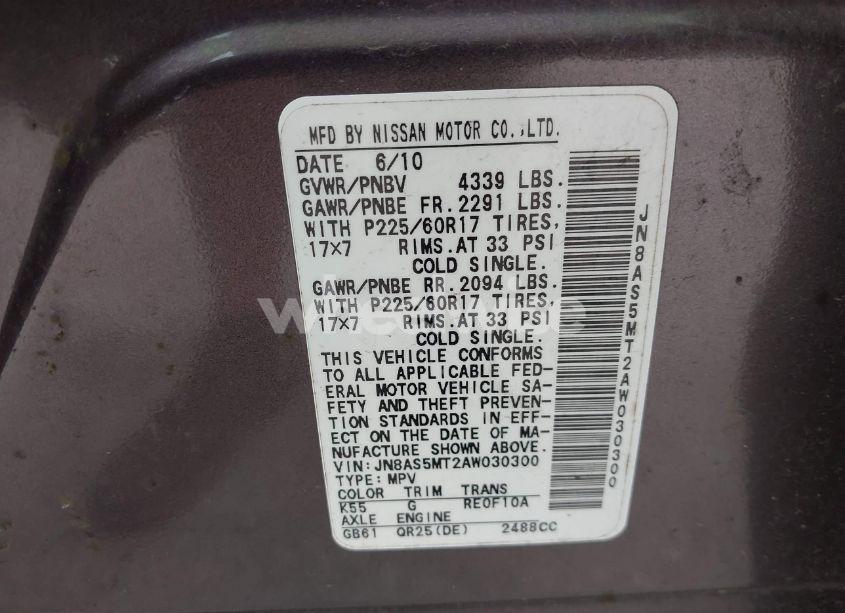 MFD BY NISSAN MOTOR CO.,LTD.
DATE 6/10
GVWR/PNBV 4339 LBS.
GAWR/PNBE FR. 2291 LBS.
WITH P225/60R17 TIRES,
17×7 RIMS. AT 33 PSI
COLD SINGLE.
GAWR/PNBE RR. 2094 LBS.
WITH P225/60R17 TIRES,
17×7 RIMS. AT 33 PSI
COLD SINGLE.
THIS VEHICLE CONFORMS
TO ALL APPLICABLE FED-
ERAL MOTOR VEHICLE SA-
FETY AND THEFT PREVEN-
TION STANDARDS IN EFF-
ECT ON THE DATE OF MA-
NUFACTURE SHOWN ABOVE.
VIN:JN8AS5MT2AW030300
TYPE: MPV
COLOR TRIM TRANS
K55 G RE0F10A
AXLE ENGINE
GB61 QR25(DE) 2488CC
JN8AS5MT2AW030300